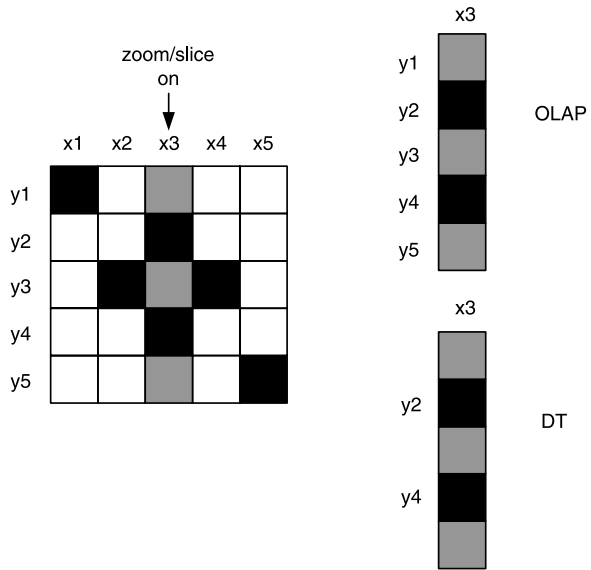 zoom/slice
on
x1 x2 x3 x4 x5
y1
y2
y3
y4
y5
x3
y1
y2
y3
y4
y5
OLAP
x3
y2
y4
DT